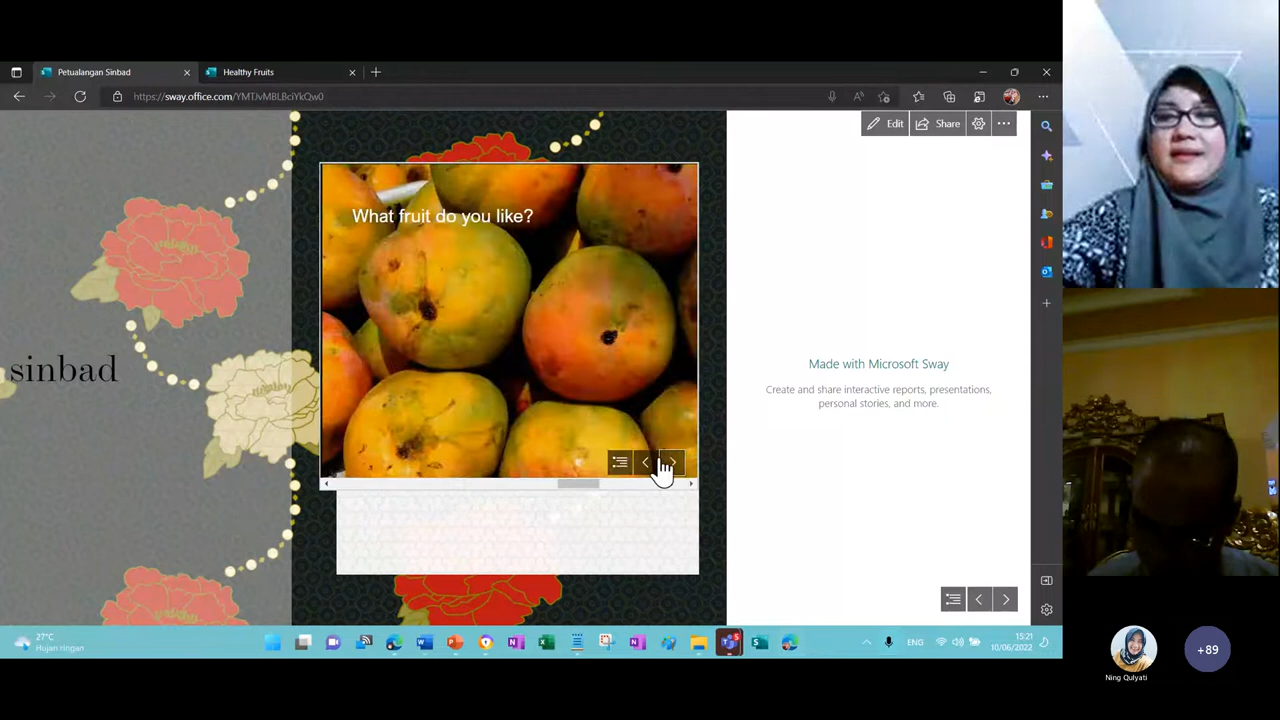 Petualangan Sinbad
Healthy Fruits
https://sway.office.com/YMTJvMBLBciYkQw0
Edit
Share
What fruit do you like?
sinbad
Made with Microsoft Sway
Create and share interactive reports, presentations,
personal stories, and more.
27°C
Hujan ringan
ENG
15:21
10/06/2022
5
Ning Qulyati
+89